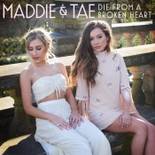 MADDIE & TAE DIE FROM A
BROKEN HEART